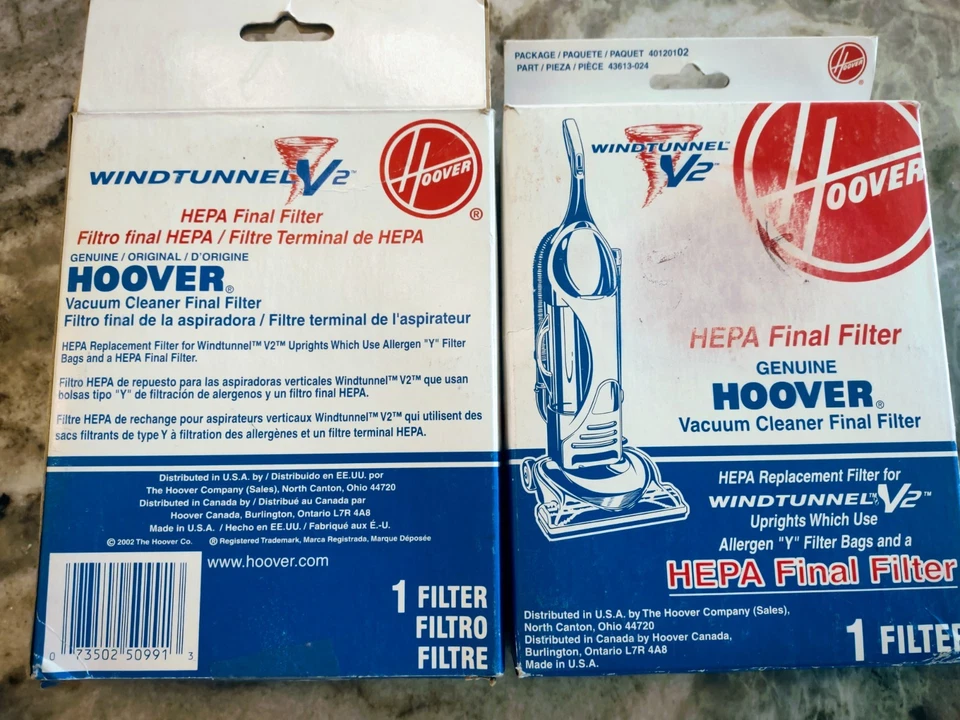 WINDTUNNEL V2™
HOOVER
®
HEPA Final Filter
Filtro final HEPA / Filtre Terminal de HEPA
GENUINE / ORIGINAL / D'ORIGINE
HOOVER®
Vacuum Cleaner Final Filter
Filtro final de la aspiradora / Filtre terminal de l'aspirateur
HEPA Replacement Filter for Windtunnel™ V2™ Uprights Which Use Allergen "Y" Filter
Bags and a HEPA Final Filter.
Filtro HEPA de repuesto para las aspiradoras verticales Windtunnel™ V2™ que usan
bolsas tipo "Y" de filtración de alergenos y un filtro final HEPA.
Filtre HEPA de rechange pour aspirateurs verticaux Windtunnel™ V2™ qui utilisent des
sacs filtrants de type Y à filtration des allergènes et un filtre terminal HEPA.
Distributed in U.S.A. by / Distribuido en EE.UU. por
The Hoover Company (Sales), North Canton, Ohio 44720
Distributed in Canada by / Distribué au Canada par
Hoover Canada, Burlington, Ontario L7R 4A8
Made in U.S.A. / Hecho en EE.UU. / Fabriqué aux É.-U.
© 2002 The Hoover Co. ® Registered Trademark, Marca Registrada, Marque Déposée
www.hoover.com
0 73502 50991 3
1 FILTER
FILTRO
FILTRE
PACKAGE / PAQUETE / PAQUET 40120102
PART / PIEZA / PIÈCE 43613-024
HOOVER
WINDTUNNEL™
V2™
HOOVER
HEPA Final Filter
GENUINE
HOOVER®
Vacuum Cleaner Final Filter
HEPA Replacement Filter for
WINDTUNNEL™ V2™
Uprights Which Use
Allergen "Y" Filter Bags and a
HEPA Final Filter
Distributed in U.S.A. by The Hoover Company (Sales),
North Canton, Ohio 44720
Distributed in Canada by Hoover Canada,
Burlington, Ontario L7R 4A8
Made in U.S.A.
1 FILTER